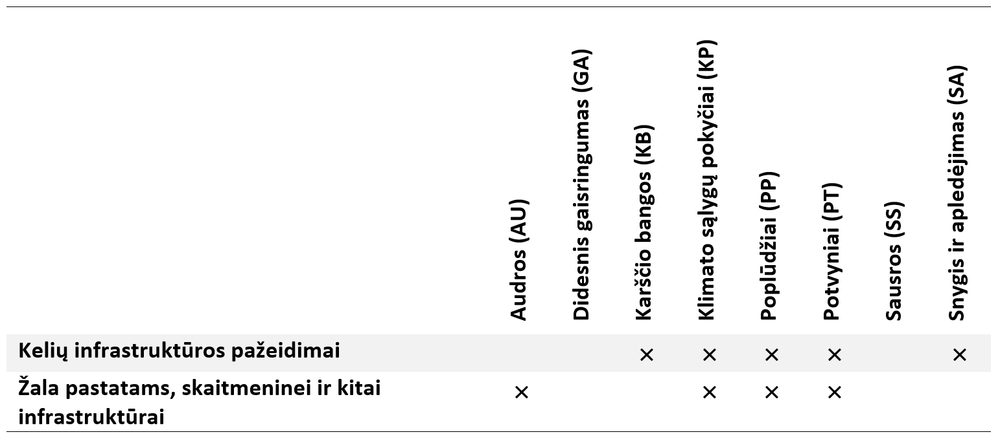 Audros (AU)
Didesnis gaisringumas (GA)
Karščio bangos (KB)
Klimato sąlygų pokyčiai (KP)
Poplūdžiai (PP)
Potvyniai (PT)
Sausros (SS)
Snygis ir apledėjimas (SA)
Kelių infrastruktūros pažeidimai × × × × ×
Žala pastatams, skaitmeninei ir kitai × × × ×
infrastruktūrai